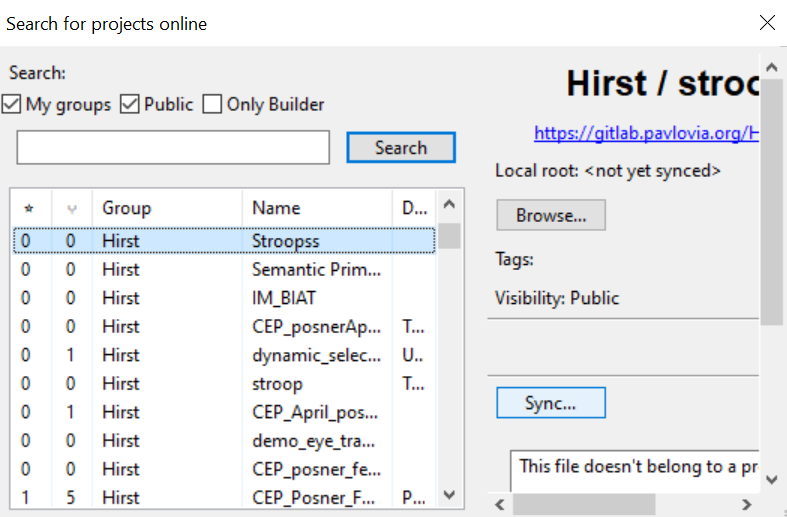 Search for projects online
Search:
My groups Public Only Builder
Search
Group Name D...
0 0 Hirst Stroopss
0 0 Hirst Semantic Prim...
0 0 Hirst IM_BIAT
0 0 Hirst CEP_posnerAp... T...
0 1 Hirst dynamic_selec... U..
0 0 Hirst stroop T...
0 1 Hirst CEP_April_pos...
0 0 Hirst demo_eye_tra...
0 0 Hirst CEP_posner_fe...
1 5 Hirst CEP_Posner_F... P...
Hirst / stroo
https://gitlab.pavlovia.org/H
Local root: <not yet synced>
Browse...
Tags:
Visibility: Public
Sync...
This file doesn't belong to a pr